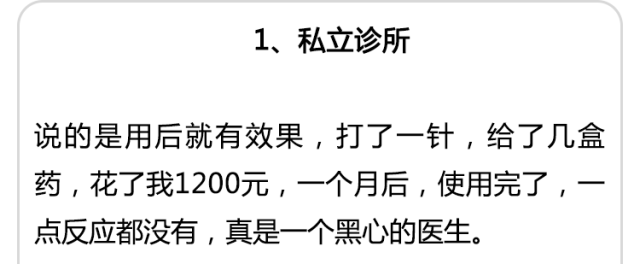 1、私立诊所
说的是用后就有效果，打了一针，给了几盒
药，花了我1200元，一个月后，使用完了，一
点反应都没有，真是一个黑心的医生。